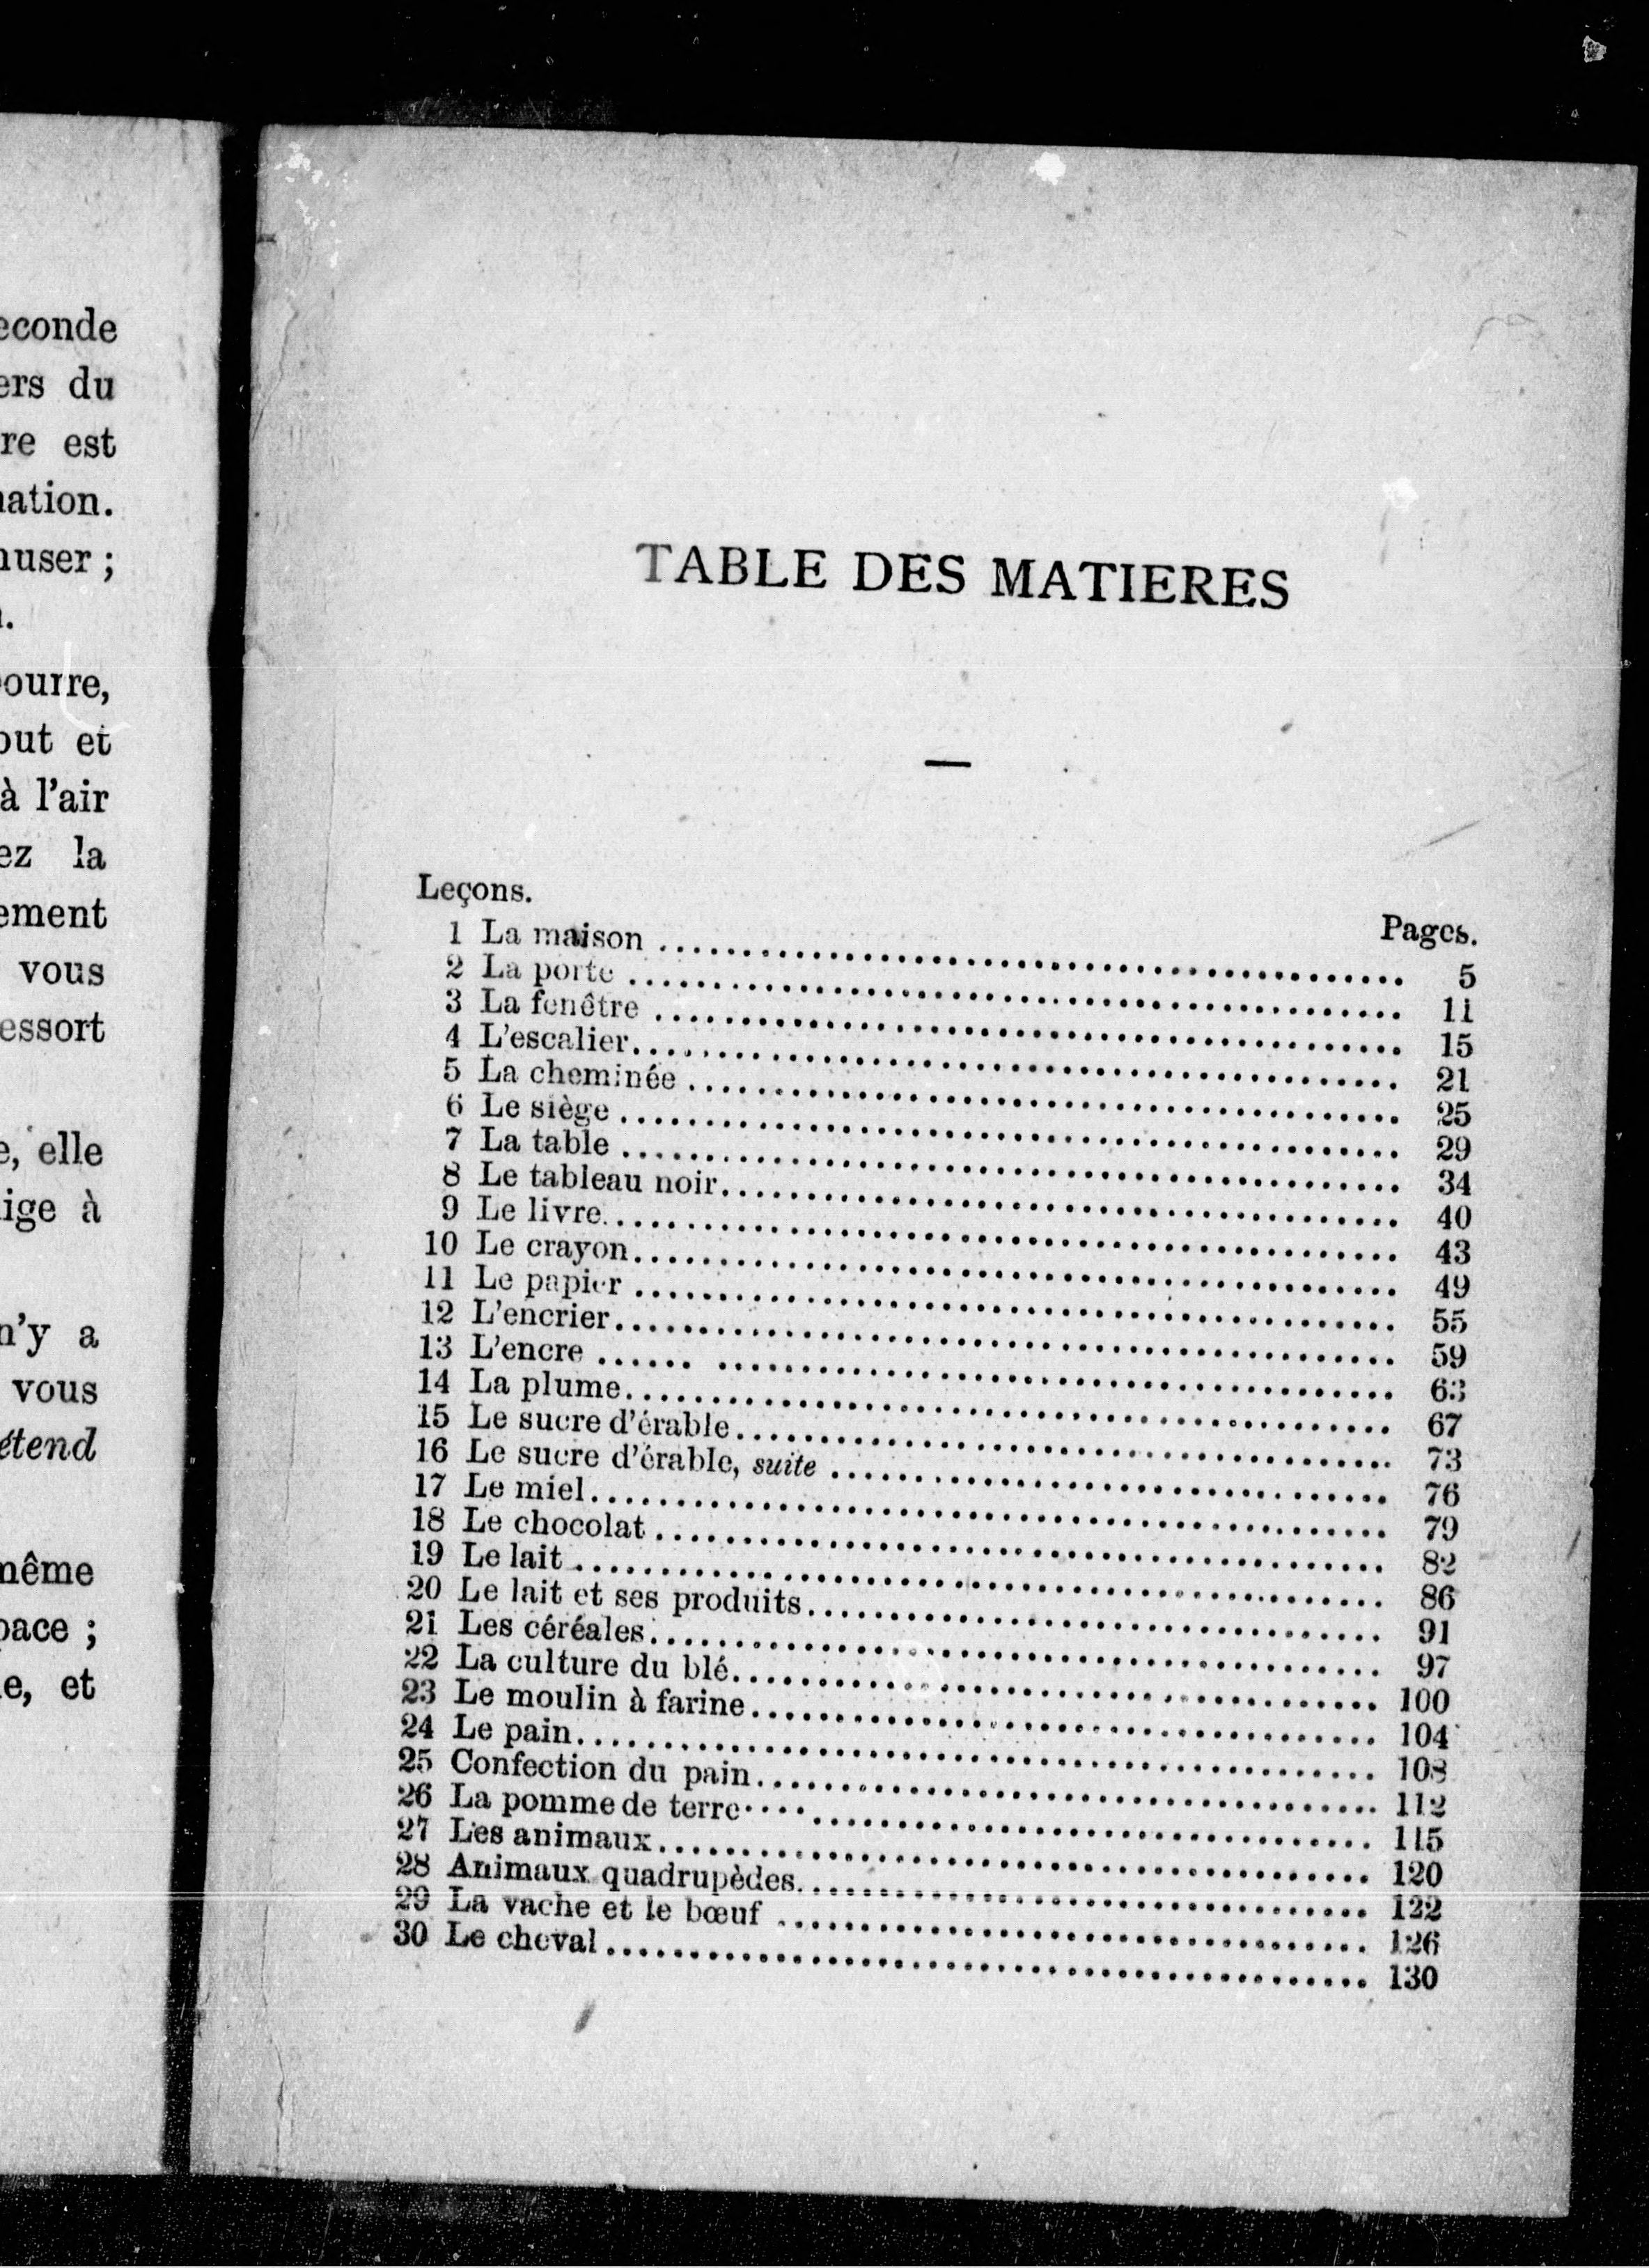 econde
ers du
re est
ation.
user ;
ourre,
out et
à l'air
ez la
ement
vous
essort
e, elle
ige à
n'y a
vous
étend
même
pace ;
e, et
TABLE DES MATIERES
Leçons. Pages.
1 La maison ........ 5
2 La porte ........ 11
3 La fenêtre ........ 15
4 L'escalier ........ 21
5 La cheminée ........ 25
6 Le siège ........ 29
7 La table ........ 34
8 Le tableau noir ........ 40
9 Le livre ........ 43
10 Le crayon ........ 49
11 Le papier ........ 55
12 L'encrier ........ 59
13 L'encre ........ 63
14 La plume ........ 67
15 Le sucre d'érable ........ 73
16 Le sucre d'érable, suite ........ 76
17 Le miel ........ 79
18 Le chocolat ........ 82
19 Le lait ........ 86
20 Le lait et ses produits ........ 91
21 Les céréales ........ 97
22 La culture du blé ........ 100
23 Le moulin à farine ........ 104
24 Le pain ........ 108
25 Confection du pain ........ 112
26 La pomme de terre ........ 115
27 Les animaux ........ 120
28 Animaux quadrupèdes ........ 122
29 La vache et le bœuf ........ 126
30 Le cheval ........ 130